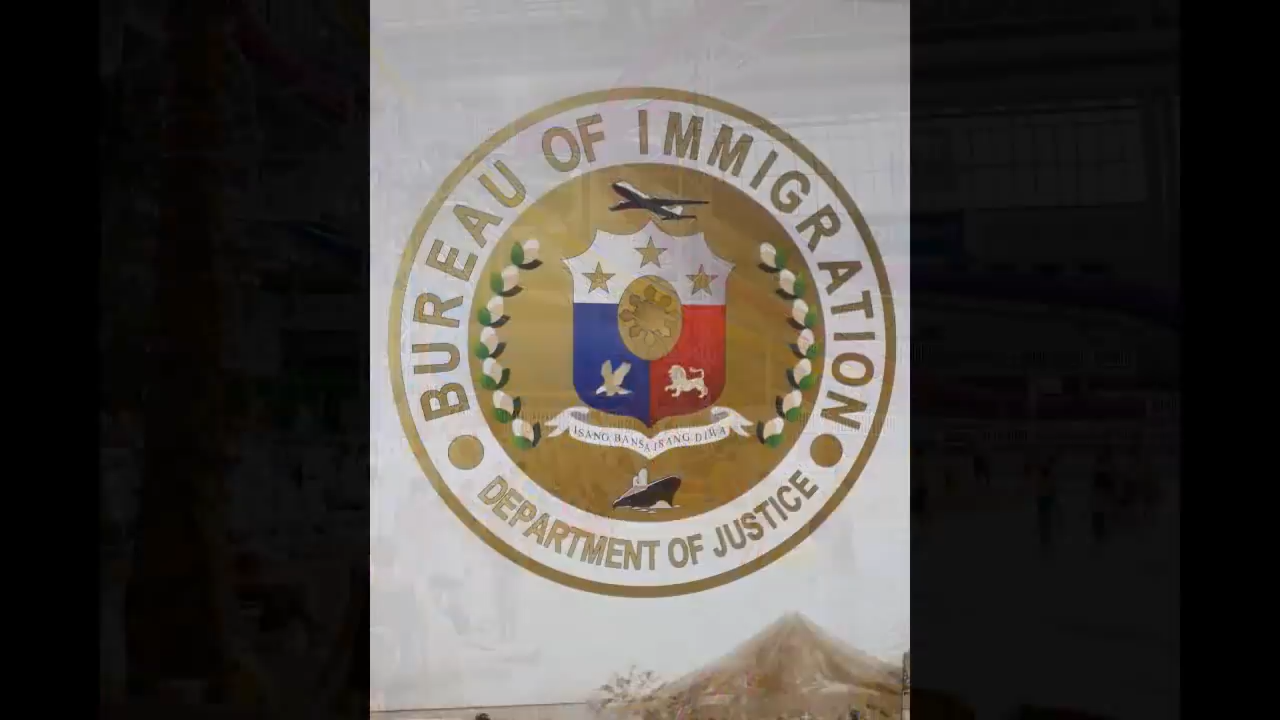 BUREAU OF IMMIGRATION
ISANG BANSA ISANG DIWA
DEPARTMENT OF JUSTICE